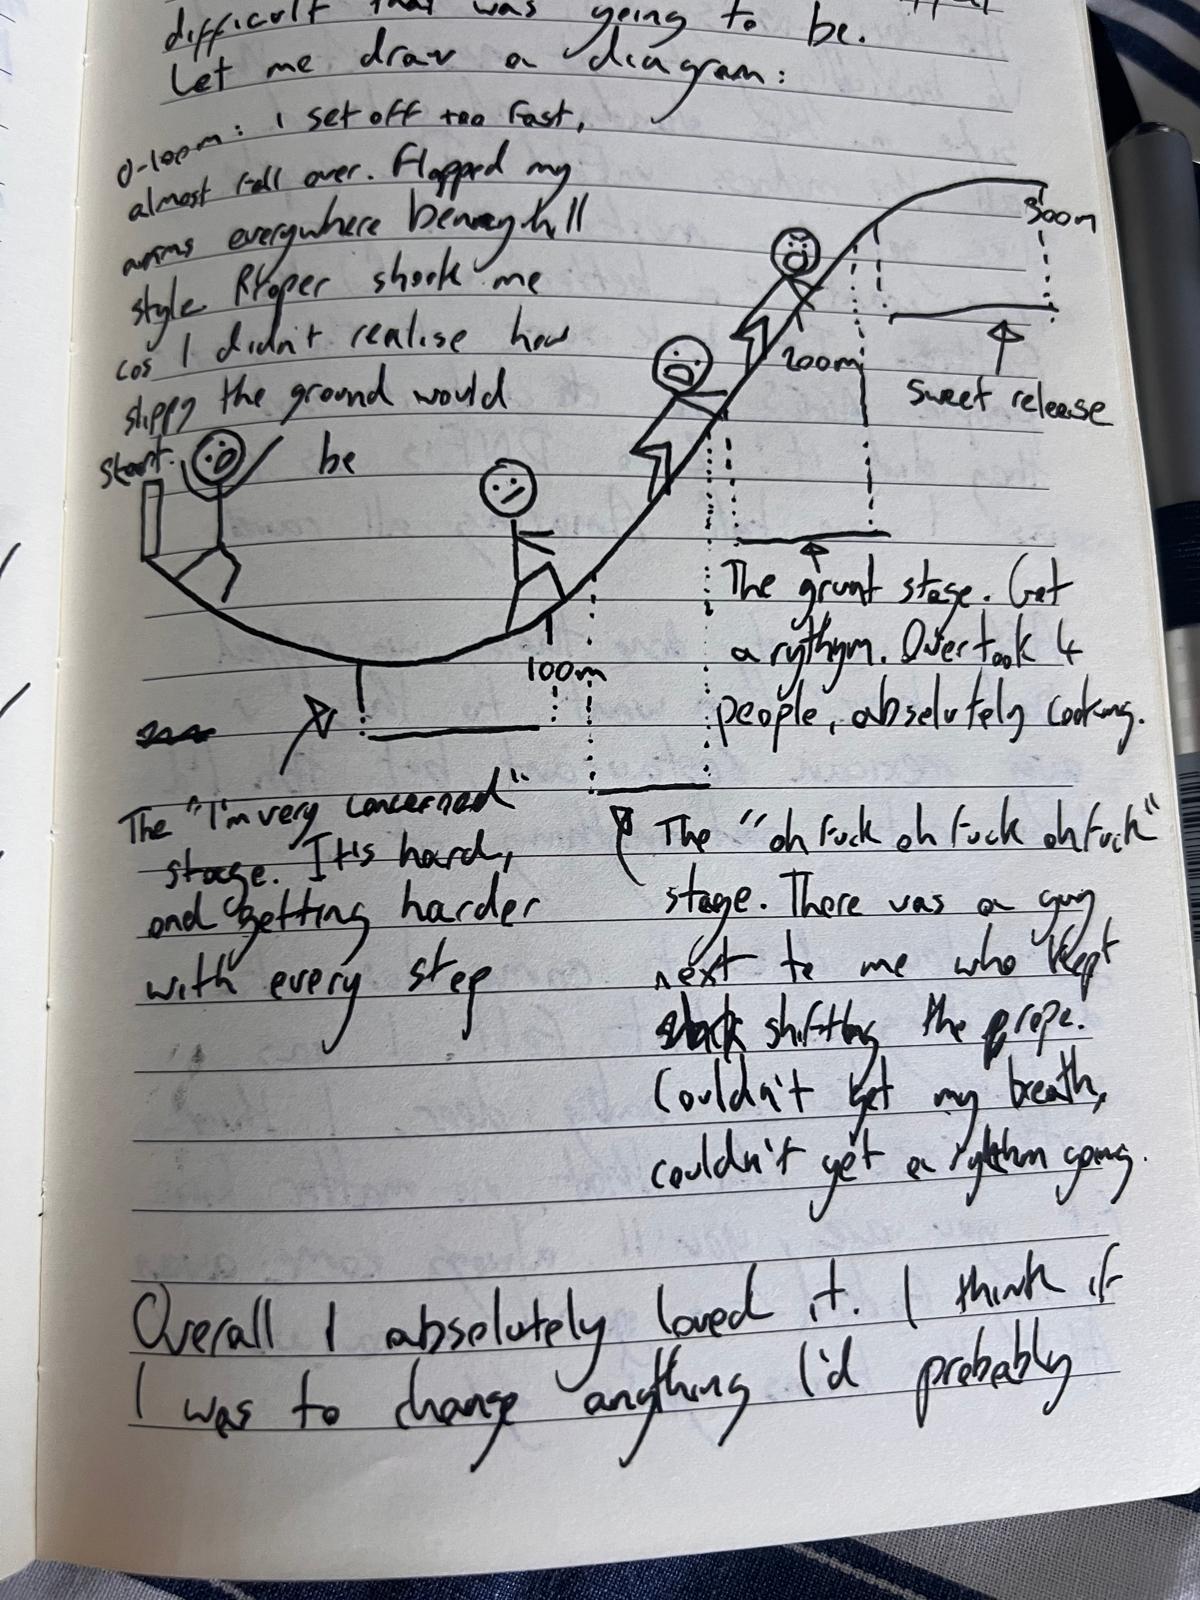 difficult that was going to be.
Let me draw a diagram:
0-100m: I set off too fast,
almost fell over. Flapped my
arms everywhere bennyhill
style. Proper shook me
cos I didn't realise how
slippy the ground would
be
start.
300m
200m
sweet release
100m
The grunt stage. Get
a rythym. Overtook 4
people, absolutely cooking.
The "I'm very concerned"
stage. It's hard,
and getting harder
with every step
The "oh fuck oh fuck oh fuck"
stage. There was a guy
next to me who kept
shifting the rope.
Couldn't get my breath,
couldn't get a rythm going.
Overall I absolutely loved it. I think if
I was to change anything I'd probably